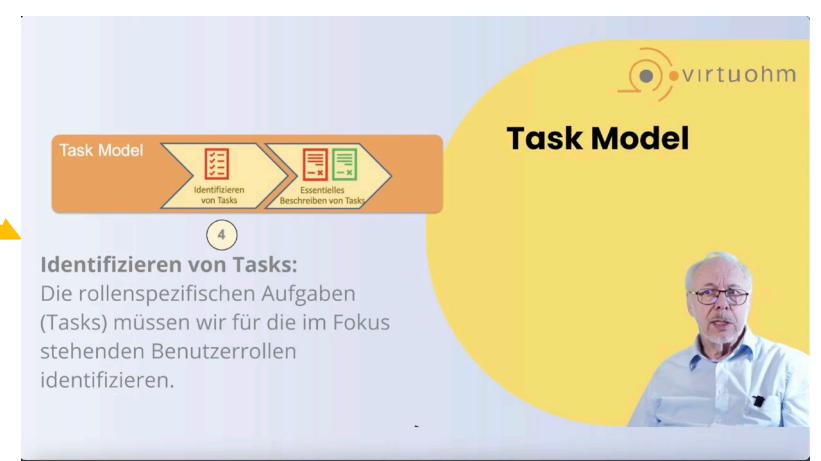 virtuohm
Task Model
Task Model
Identifizieren
von Tasks
Essentielles
Beschreiben von Tasks
4
Identifizieren von Tasks:
Die rollenspezifischen Aufgaben
(Tasks) müssen wir für die im Fokus
stehenden Benutzerrollen
identifizieren.